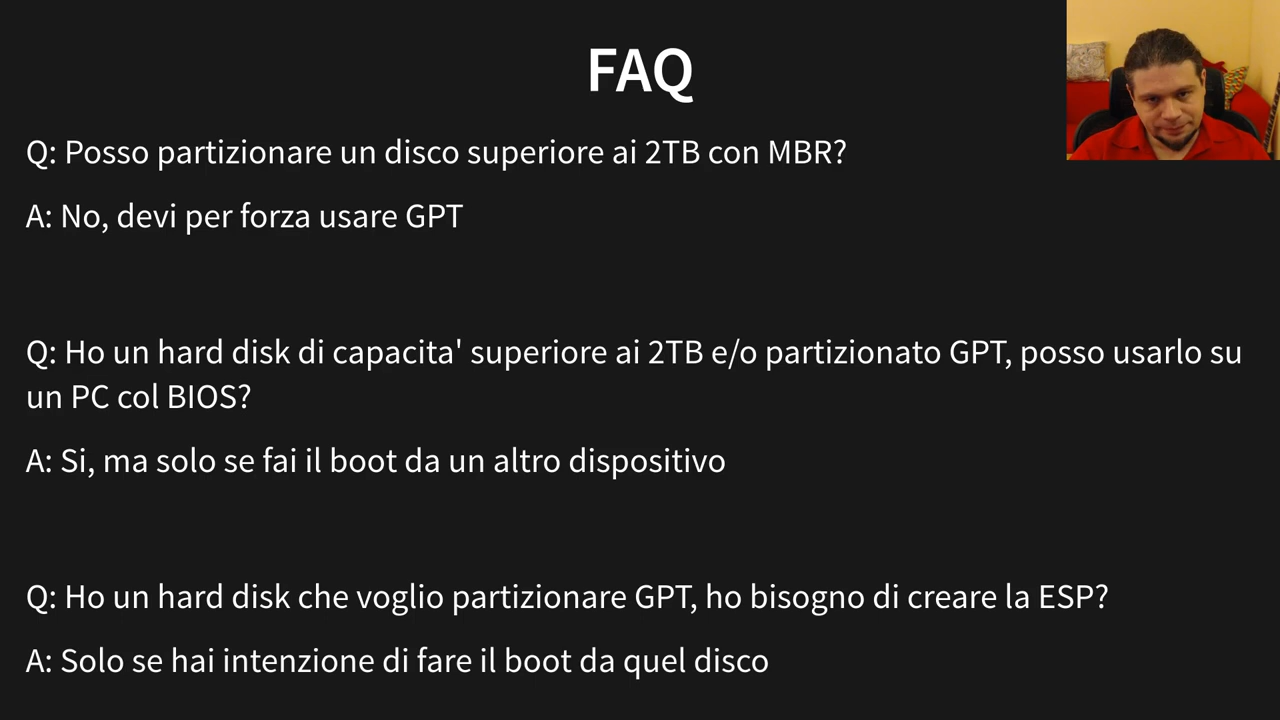 FAQ
Q: Posso partizionare un disco superiore ai 2TB con MBR?
A: No, devi per forza usare GPT
Q: Ho un hard disk di capacita' superiore ai 2TB e/o partizionato GPT, posso usarlo su
un PC col BIOS?
A: Si, ma solo se fai il boot da un altro dispositivo
Q: Ho un hard disk che voglio partizionare GPT, ho bisogno di creare la ESP?
A: Solo se hai intenzione di fare il boot da quel disco